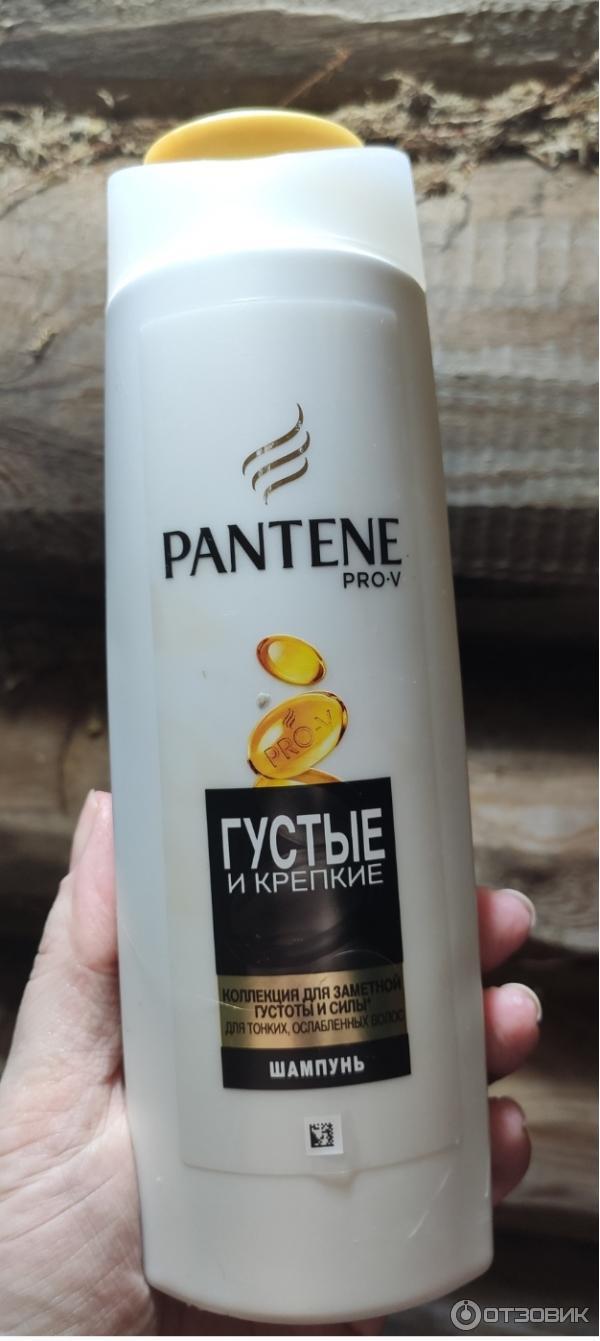 PANTENE
PRO-V
PRO-V
ГУСТЫЕ
И КРЕПКИЕ
КОЛЛЕКЦИЯ ДЛЯ ЗАМЕТНОЙ
ГУСТОТЫ И СИЛЫ*
ДЛЯ ТОНКИХ, ОСЛАБЛЕННЫХ ВОЛОС
ШАМПУНЬ
ОТЗОВИК